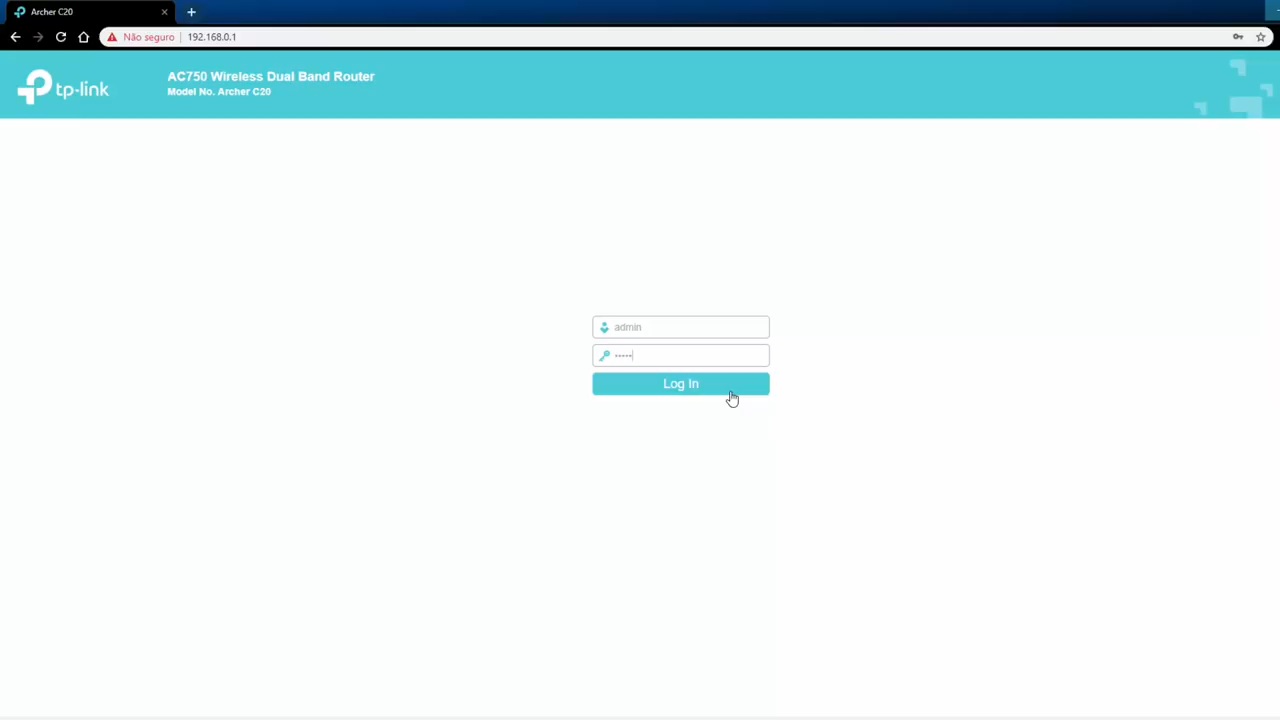 Archer C20
Não seguro
192.168.0.1
tp-link
AC750 Wireless Dual Band Router
Model No. Archer C20
admin
•••••
Log In